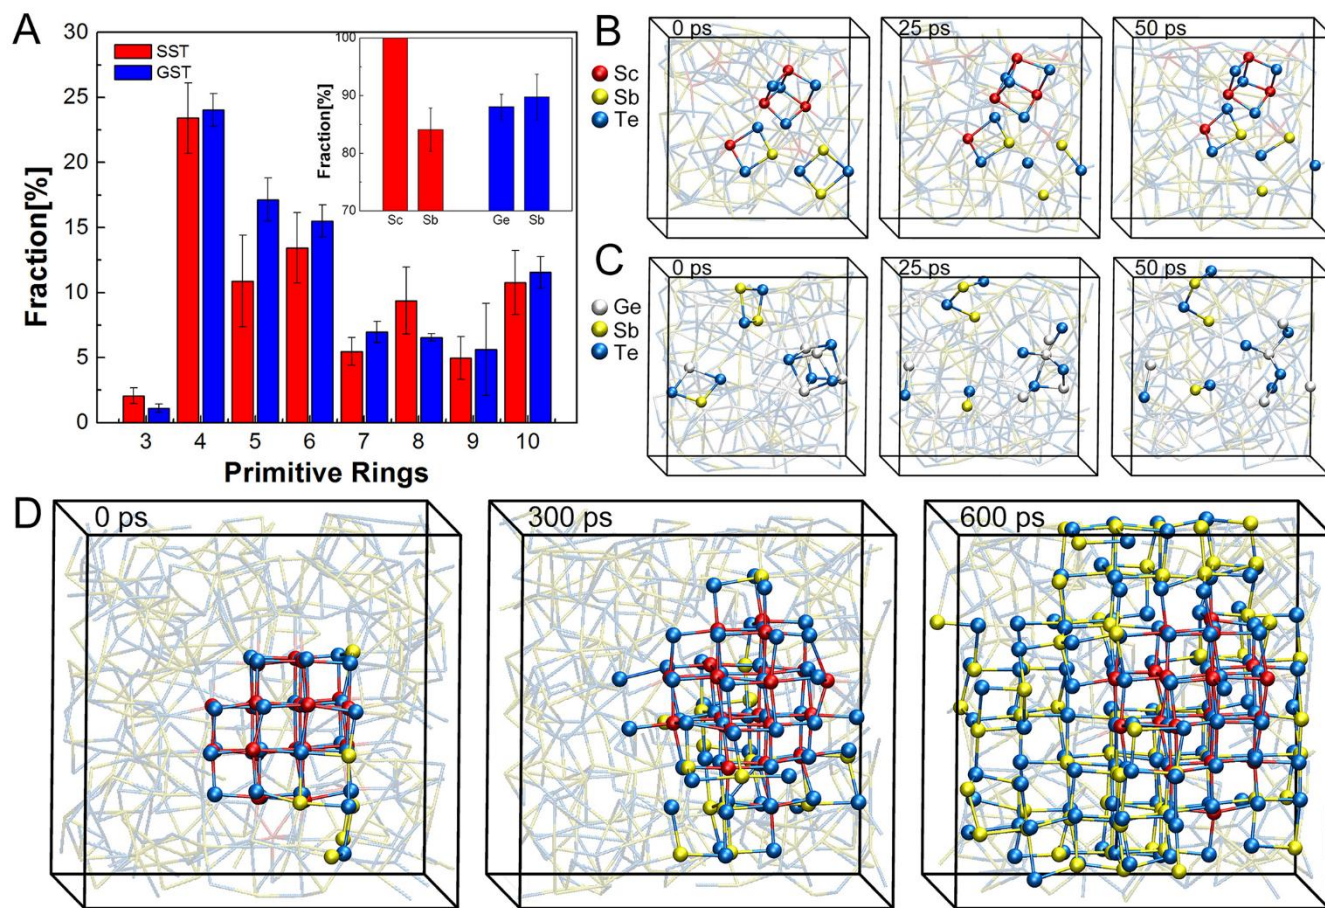 A
SST
GST
Fraction[%]
30
25
20
15
10
5
0
3 4 5 6 7 8 9 10
Primitive Rings
Fraction[%]
100
90
80
70
Sc Sb Ge Sb
B
Sc
Sb
Te
0 ps
25 ps
50 ps
C
Ge
Sb
Te
0 ps
25 ps
50 ps
D
0 ps
300 ps
600 ps